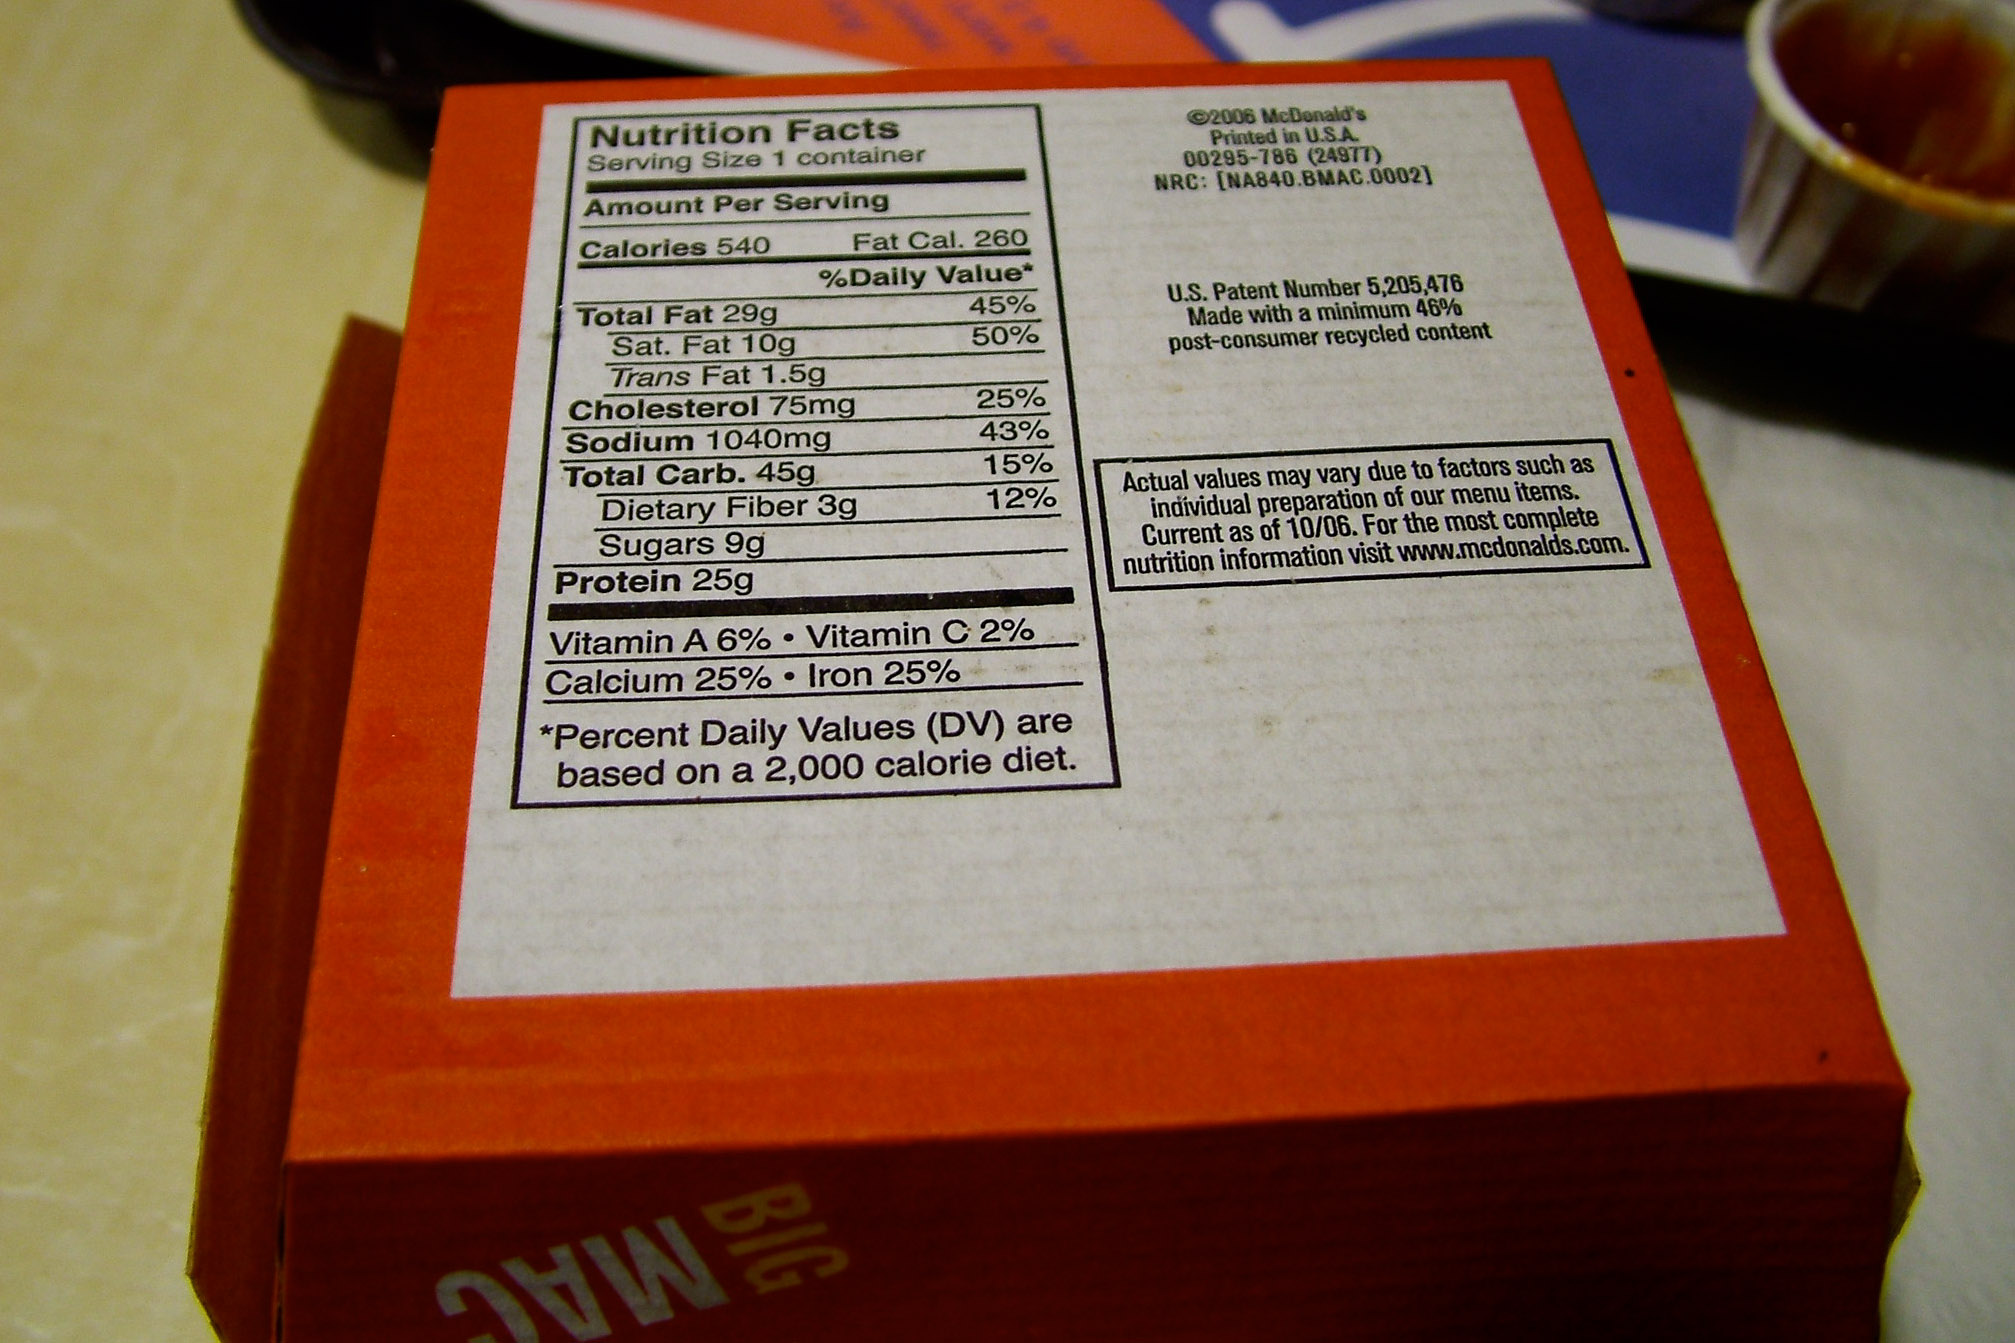 Nutrition Facts
Serving Size 1 container
Amount Per Serving
Calories 540 Fat Cal. 260
%Daily Value*
Total Fat 29g 45%
Sat. Fat 10g 50%
Trans Fat 1.5g
Cholesterol 75mg 25%
Sodium 1040mg 43%
Total Carb. 45g 15%
Dietary Fiber 3g 12%
Sugars 9g
Protein 25g
Vitamin A 6% • Vitamin C 2%
Calcium 25% • Iron 25%
*Percent Daily Values (DV) are
based on a 2,000 calorie diet.
©2006 McDonald's
Printed in U.S.A.
00295-786 (24977)
NRC: [NA840.BMAC.0002]
U.S. Patent Number 5,205,476
Made with a minimum 46%
post-consumer recycled content
Actual values may vary due to factors such as
individual preparation of our menu items.
Current as of 10/06. For the most complete
nutrition information visit www.mcdonalds.com.
BIG
MAC